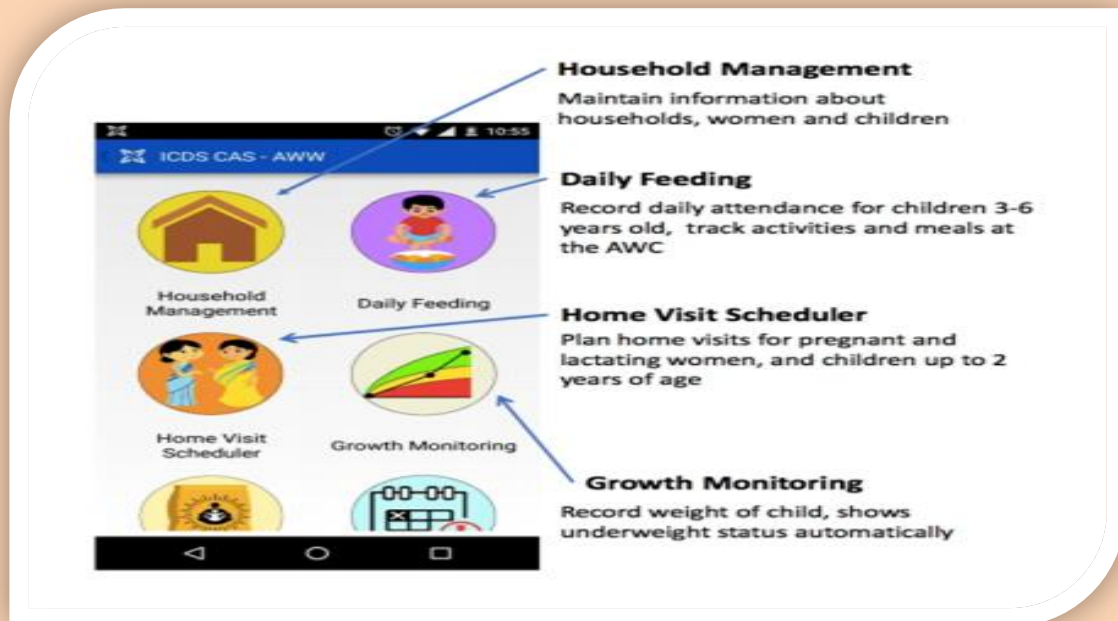 10:55
ICDS CAS - AWW
Household
Management
Daily Feeding
Home Visit
Scheduler
Growth Monitoring
Household Management
Maintain information about
households, women and children
Daily Feeding
Record daily attendance for children 3-6
years old, track activities and meals at
the AWC
Home Visit Scheduler
Plan home visits for pregnant and
lactating women, and children up to 2
years of age
Growth Monitoring
Record weight of child, shows
underweight status automatically